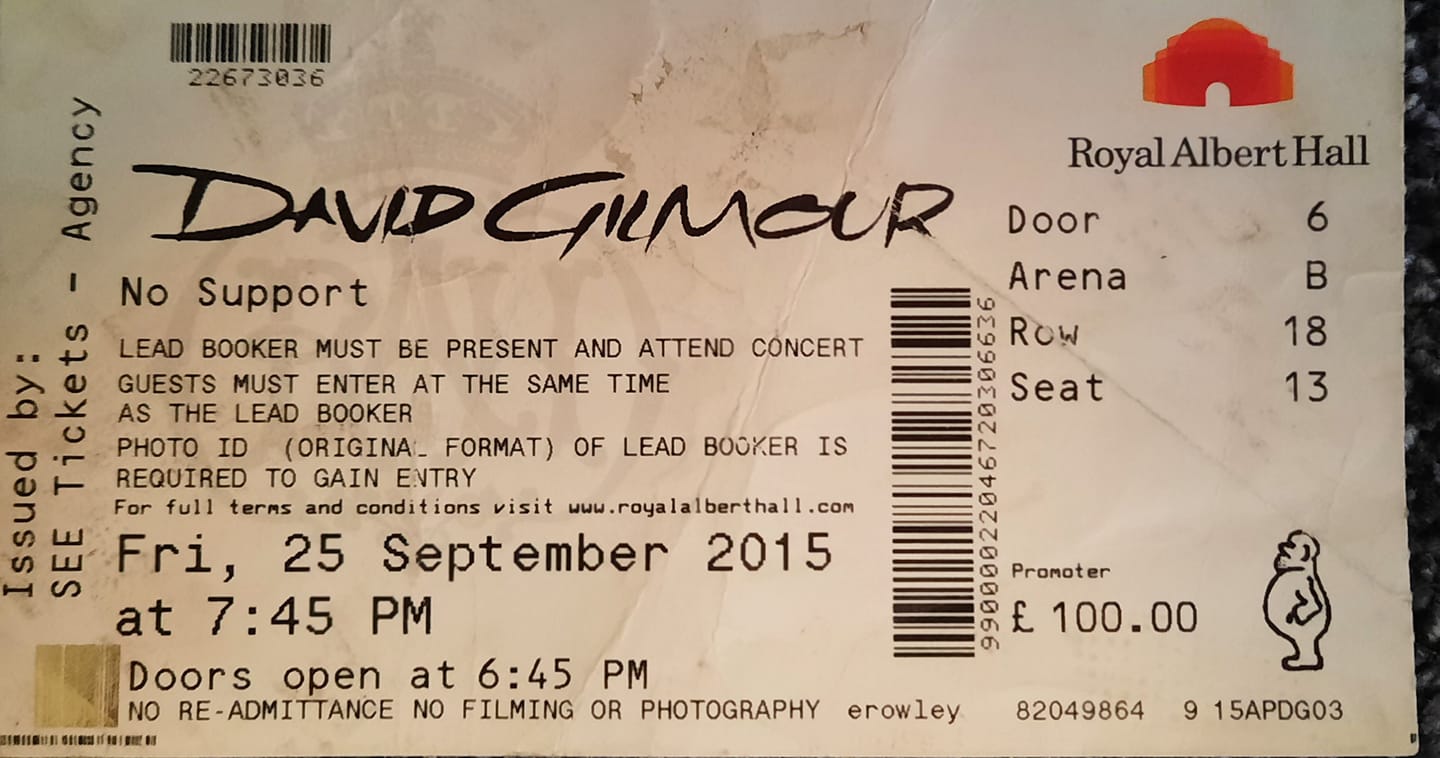 22673036
Issued by:
SEE Tickets - Agency
Royal Albert Hall
DAVID GILMOUR
No Support
LEAD BOOKER MUST BE PRESENT AND ATTEND CONCERT
GUESTS MUST ENTER AT THE SAME TIME
AS THE LEAD BOOKER
PHOTO ID (ORIGINAL FORMAT) OF LEAD BOOKER IS
REQUIRED TO GAIN ENTRY
For full terms and conditions visit www.royalalberthall.com
Fri, 25 September 2015
at 7:45 PM
Doors open at 6:45 PM
NO RE-ADMITTANCE NO FILMING OR PHOTOGRAPHY erowley 82049864 9 15APDG03
9900002204672030 6636
Door 6
Arena B
Row 18
Seat 13
Promoter
£ 100.00